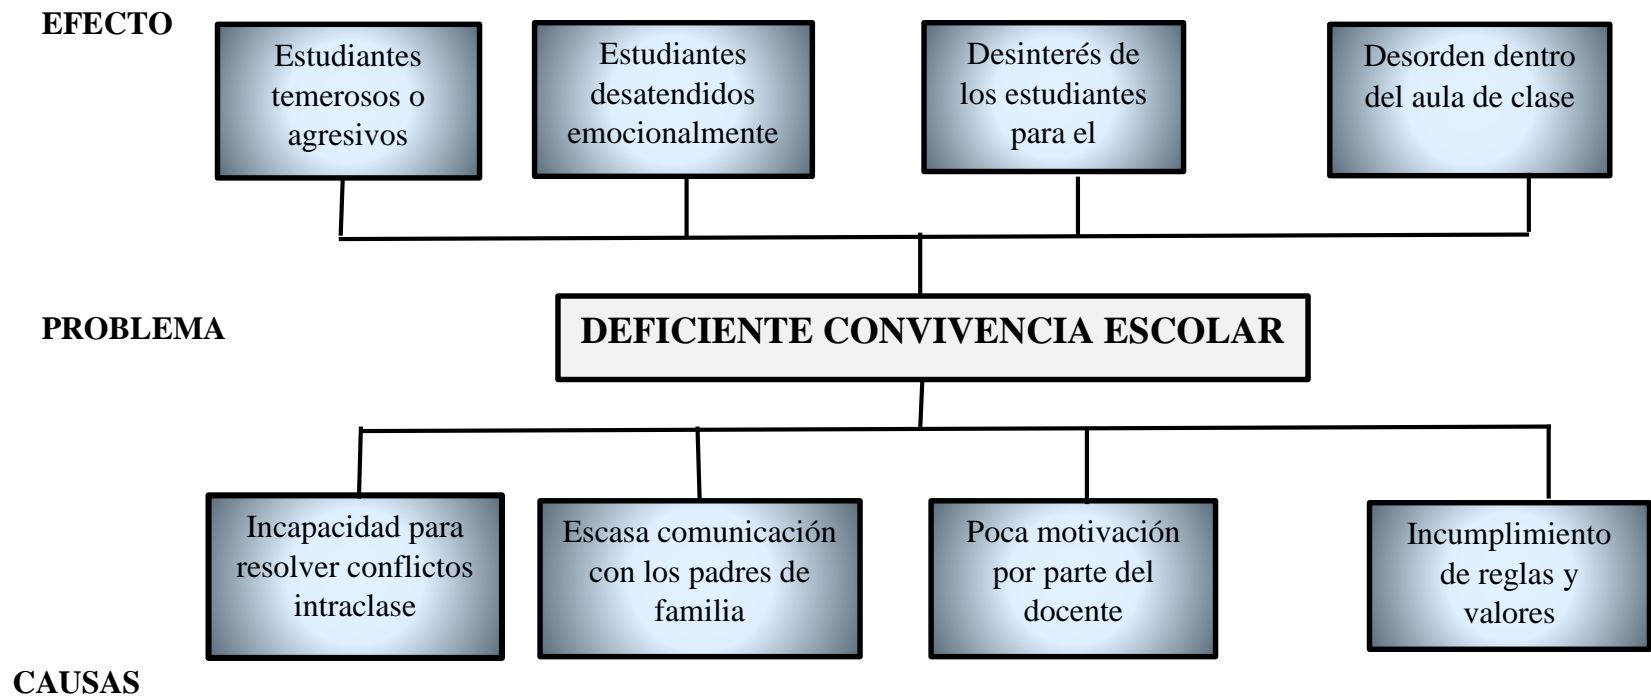 EFECTO
Estudiantes
temerosos o
agresivos
Estudiantes
desatendidos
emocionalmente
Desinterés de
los estudiantes
para el
Desorden dentro
del aula de clase
PROBLEMA
DEFICIENTE CONVIVENCIA ESCOLAR
Incapacidad para
resolver conflictos
intraclase
Escasa comunicación
con los padres de
familia
Poca motivación
por parte del
docente
Incumplimiento
de reglas y
valores
CAUSAS